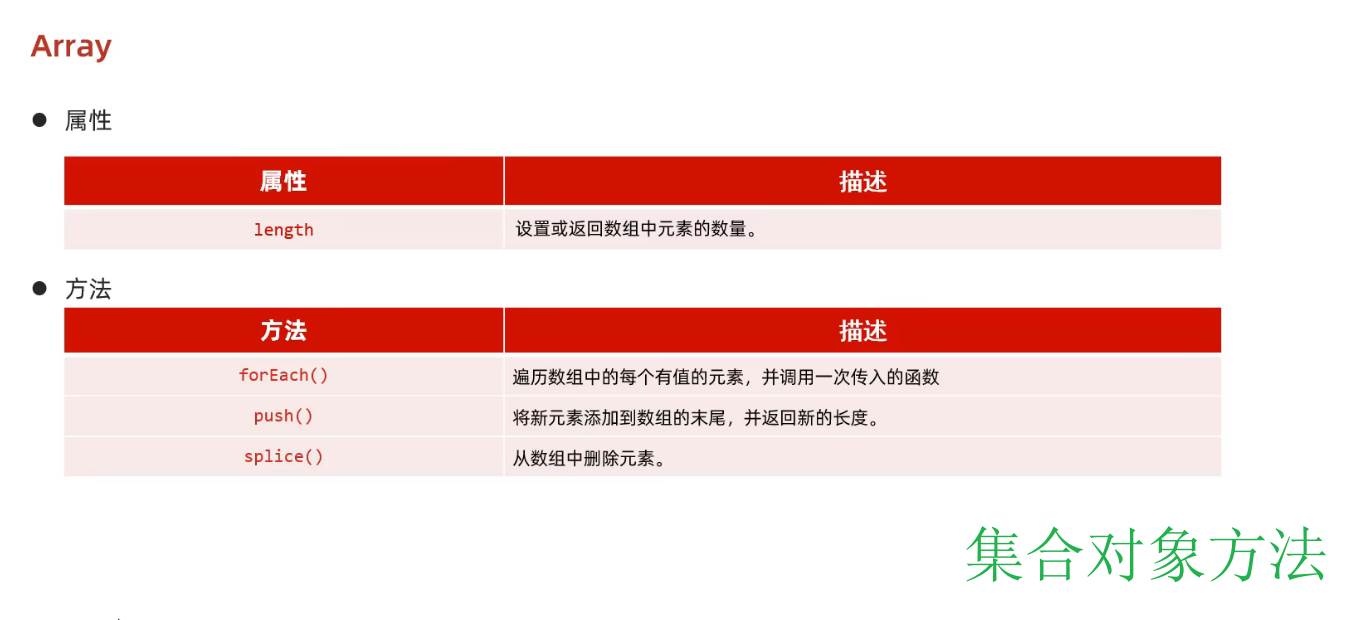 Array
属性
属性 描述
length 设置或返回数组中元素的数量。
方法
方法 描述
forEach() 遍历数组中的每个有值的元素，并调用一次传入的函数
push() 将新元素添加到数组的末尾，并返回新的长度。
splice() 从数组中删除元素。
集合对象方法